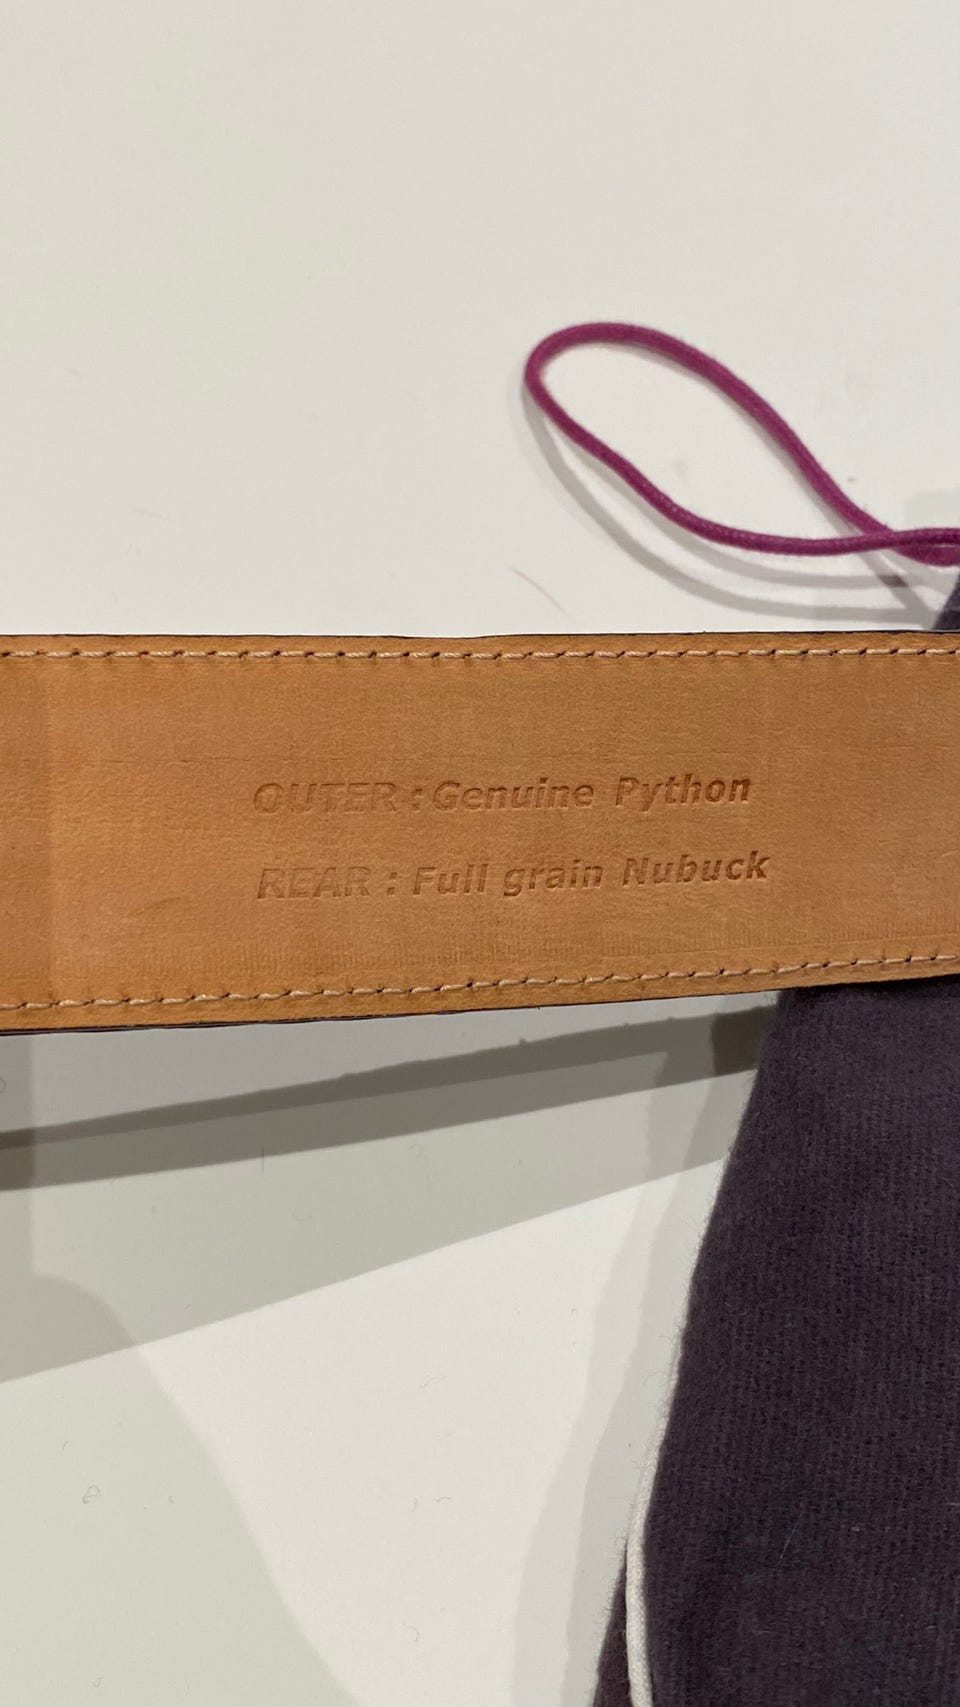 OUTER : Genuine Python
REAR : Full grain Nubuck